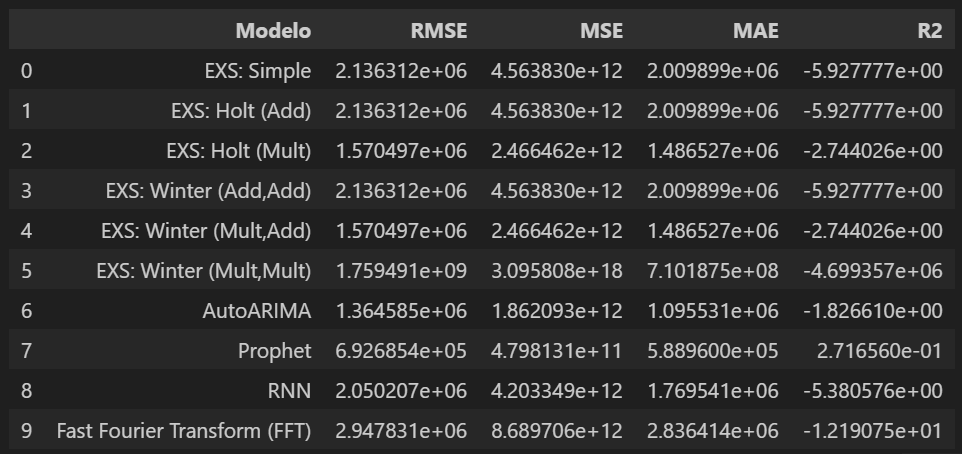 Modelo RMSE MSE MAE R2
0 EXS: Simple 2.136312e+06 4.563830e+12 2.009899e+06 -5.927777e+00
1 EXS: Holt (Add) 2.136312e+06 4.563830e+12 2.009899e+06 -5.927777e+00
2 EXS: Holt (Mult) 1.570497e+06 2.466462e+12 1.486527e+06 -2.744026e+00
3 EXS: Winter (Add,Add) 2.136312e+06 4.563830e+12 2.009899e+06 -5.927777e+00
4 EXS: Winter (Mult,Add) 1.570497e+06 2.466462e+12 1.486527e+06 -2.744026e+00
5 EXS: Winter (Mult,Mult) 1.759491e+09 3.095808e+18 7.101875e+08 -4.699357e+06
6 AutoARIMA 1.364585e+06 1.862093e+12 1.095531e+06 -1.826610e+00
7 Prophet 6.926854e+05 4.798131e+11 5.889600e+05 2.716560e-01
8 RNN 2.050207e+06 4.203349e+12 1.769541e+06 -5.380576e+00
9 Fast Fourier Transform (FFT) 2.947831e+06 8.689706e+12 2.836414e+06 -1.219075e+01